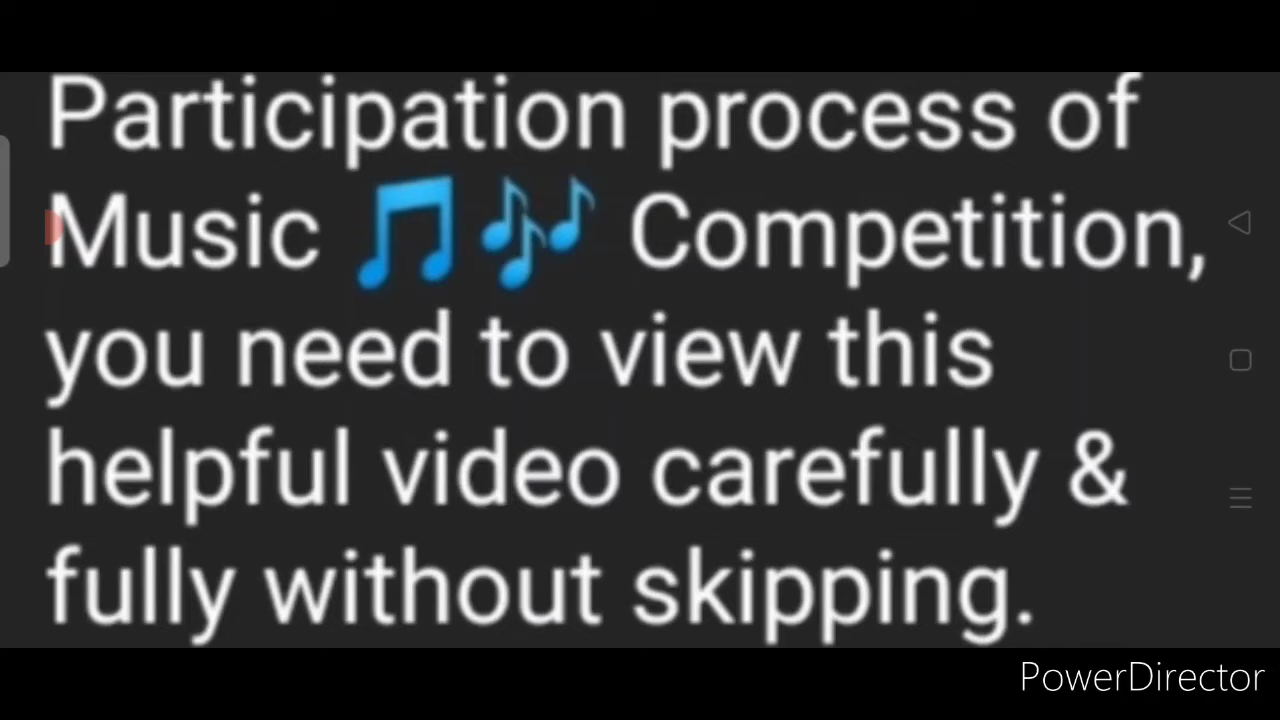 Participation process of
Music 🎵🎶 Competition,
you need to view this
helpful video carefully &
fully without skipping.
PowerDirector